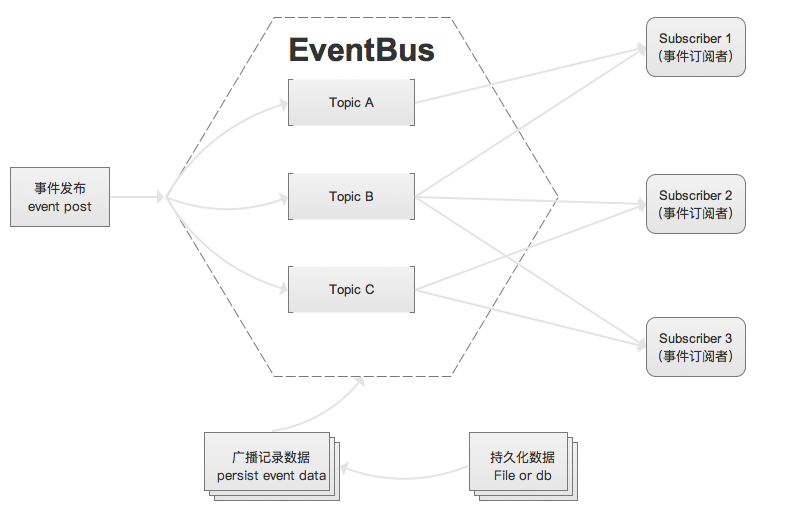 EventBus
Subscriber 1
(事件订阅者)
Topic A
事件发布
event post
Topic B
Subscriber 2
(事件订阅者)
Topic C
Subscriber 3
(事件订阅者)
广播记录数据
persist event data
持久化数据
File or db